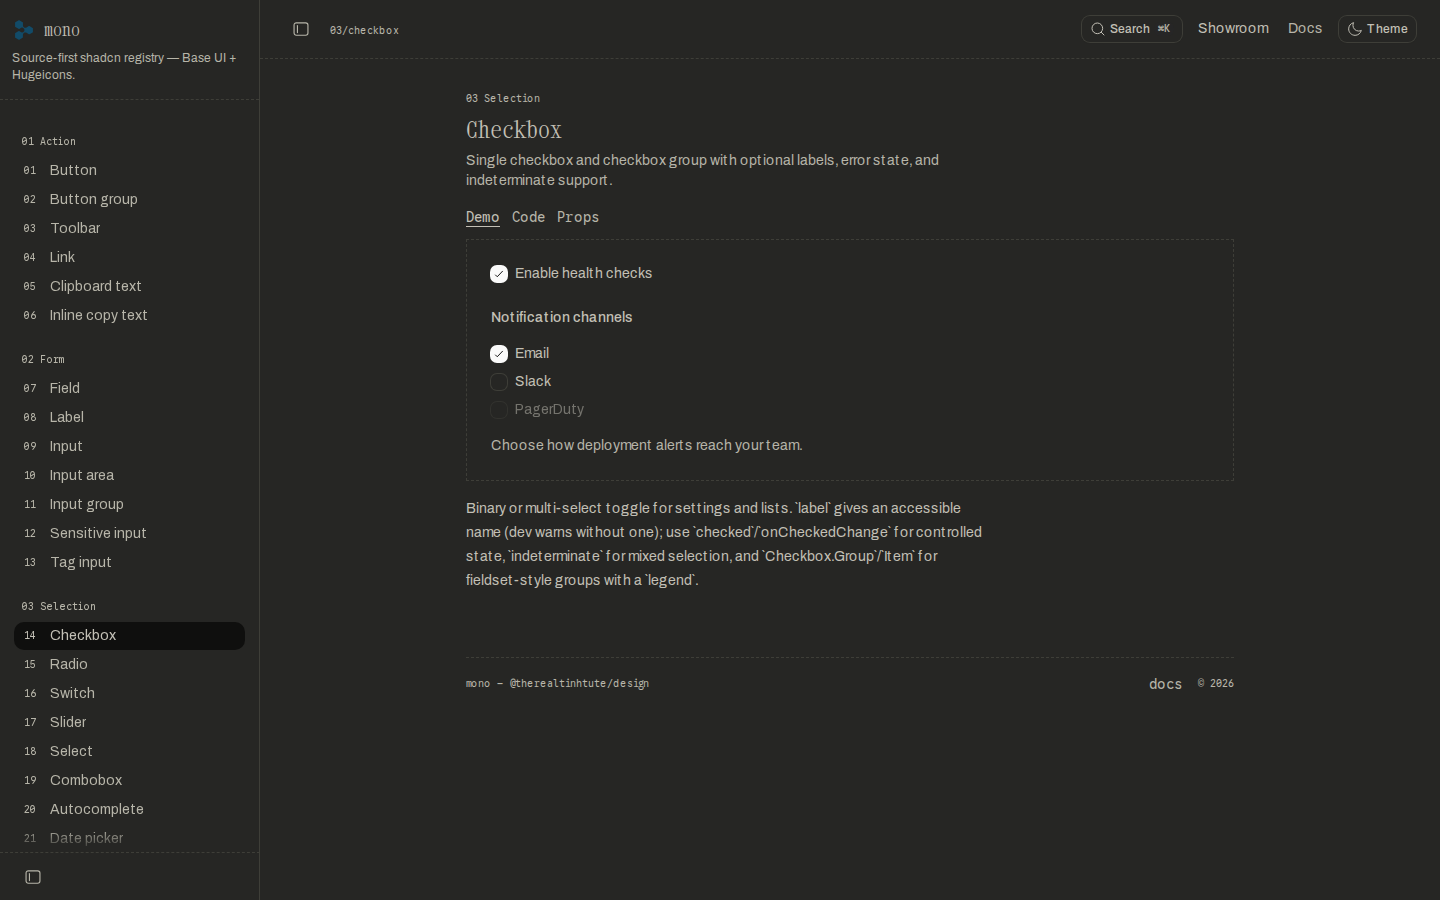 mono
Source-first shadcn registry — Base UI +
Hugeicons.
01 Action
01 Button
02 Button group
03 Toolbar
04 Link
05 Clipboard text
06 Inline copy text
02 Form
07 Field
08 Label
09 Input
10 Input area
11 Input group
12 Sensitive input
13 Tag input
03 Selection
14 Checkbox
15 Radio
16 Switch
17 Slider
18 Select
19 Combobox
20 Autocomplete
21 Date picker
03/checkbox
Search ⌘K Showroom Docs Theme
03 Selection
Checkbox
Single checkbox and checkbox group with optional labels, error state, and
indeterminate support.
Demo Code Props
Enable health checks
Notification channels
Email
Slack
PagerDuty
Choose how deployment alerts reach your team.
Binary or multi-select toggle for settings and lists. `label` gives an accessible
name (dev warns without one); use `checked`/`onCheckedChange` for controlled
state, `indeterminate` for mixed selection, and `Checkbox.Group`/`Item` for
fieldset-style groups with a `legend`.
mono — @therealtinhtute/design
docs © 2026